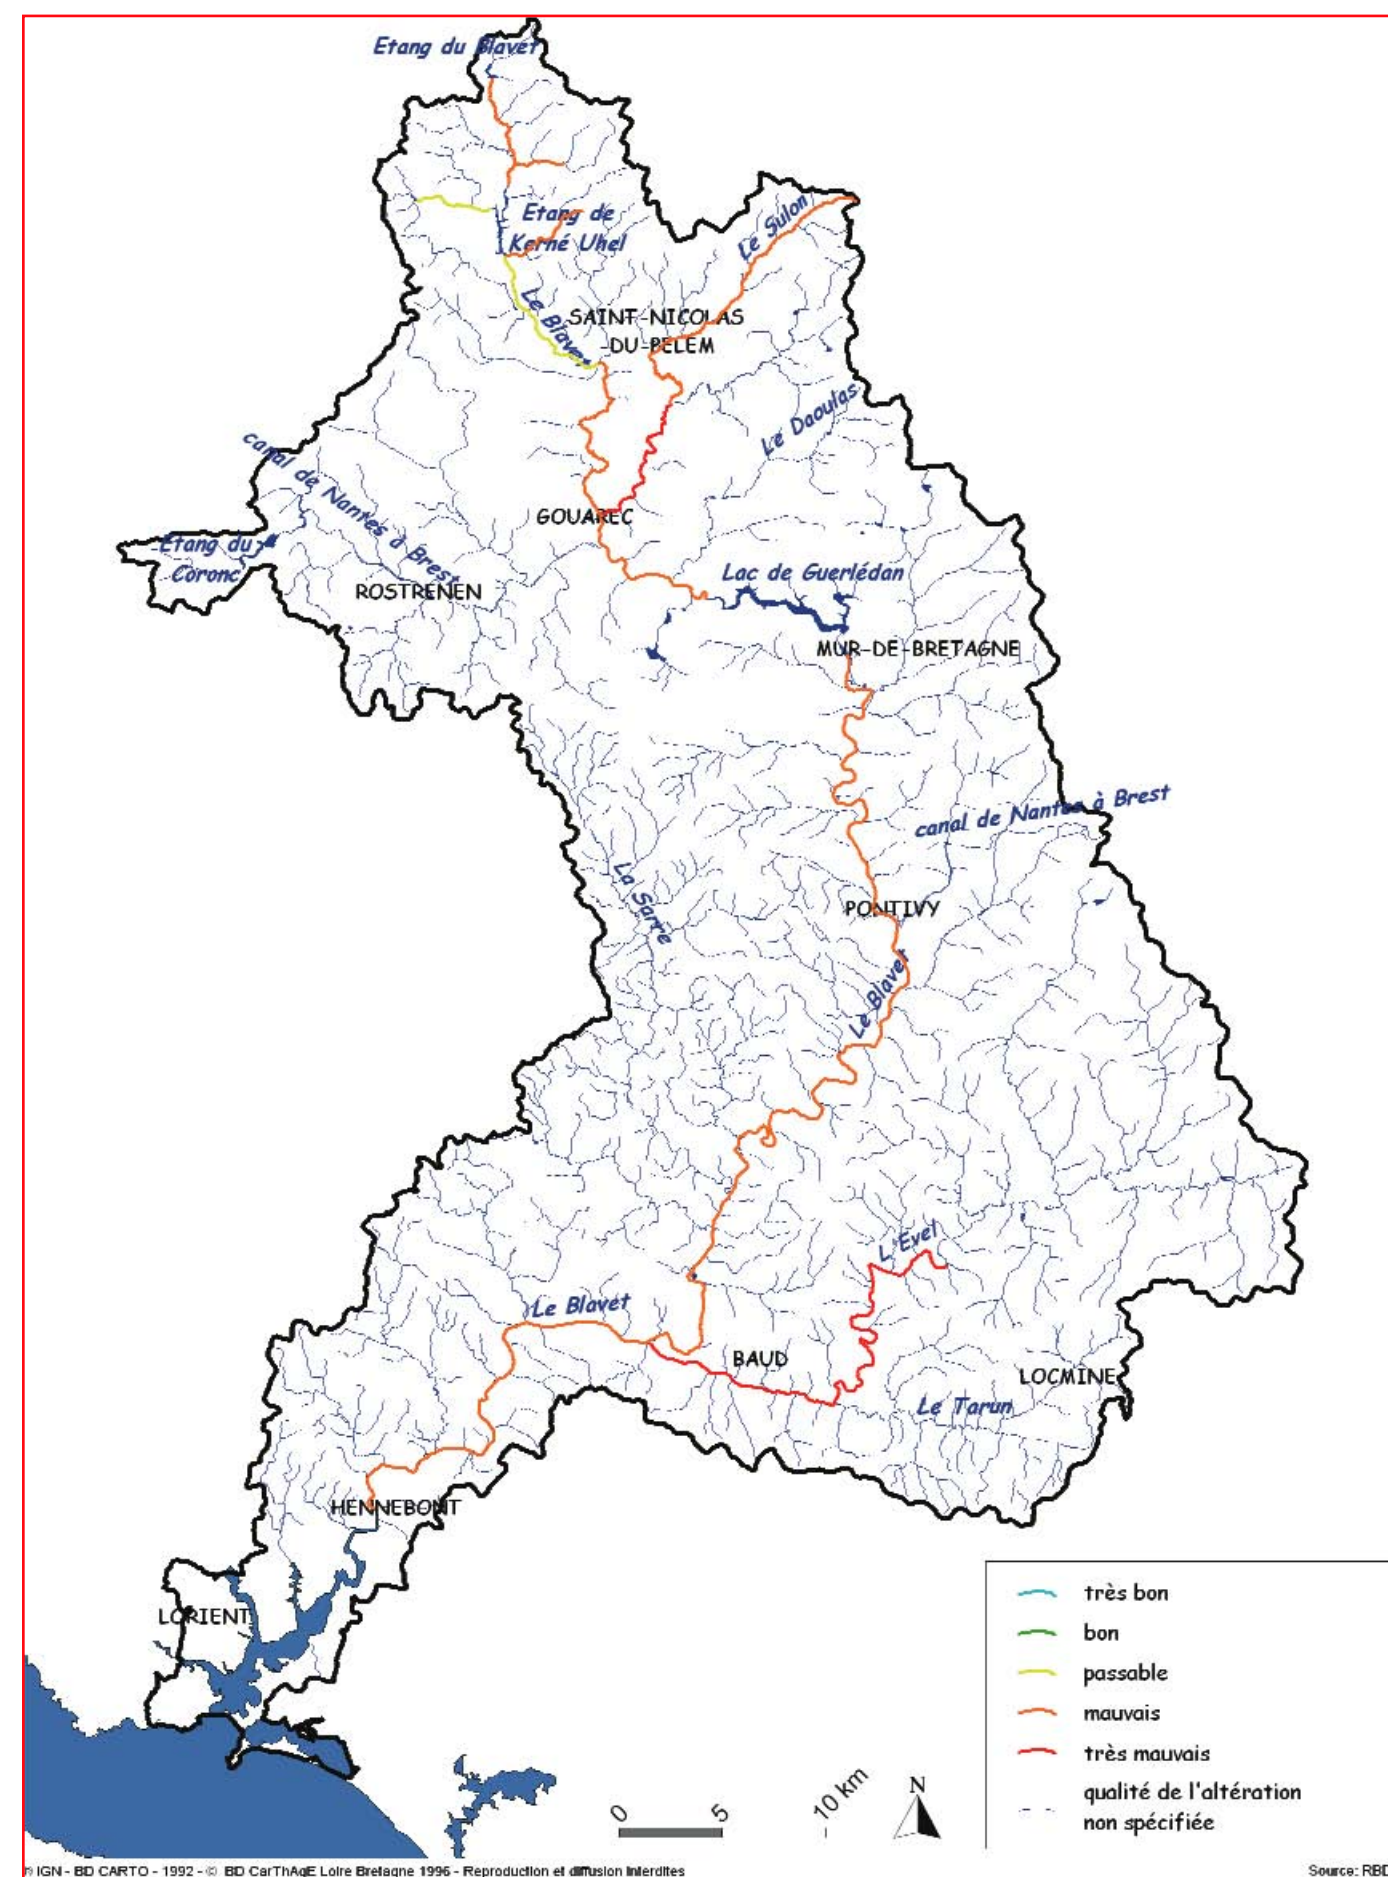 Etang du Blavet
Etang de
Kerné Uhel
Le Sulon
Le Blavet
SAINT-NICOLAS
-DU-PELEM
Le Daoulas
canal de Nantes à Brest
GOUAREC
Etang du
Coronc
ROSTRENEN
Lac de Guerlédan
MUR-DE-BRETAGNE
canal de Nantes à Brest
La Sarre
PONTIVY
Le Blavet
L'Evel
Le Blavet
BAUD
LOCMINE
Le Tarun
HENNEBONT
LORIENT
très bon
bon
passable
mauvais
très mauvais
qualité de l'altération
non spécifiée
0 5 10 km
N
© IGN - BD CARTO - 1992 - © BD CarThAgE Loire Bretagne 1996 - Reproduction et diffusion interdites
Source: RBD